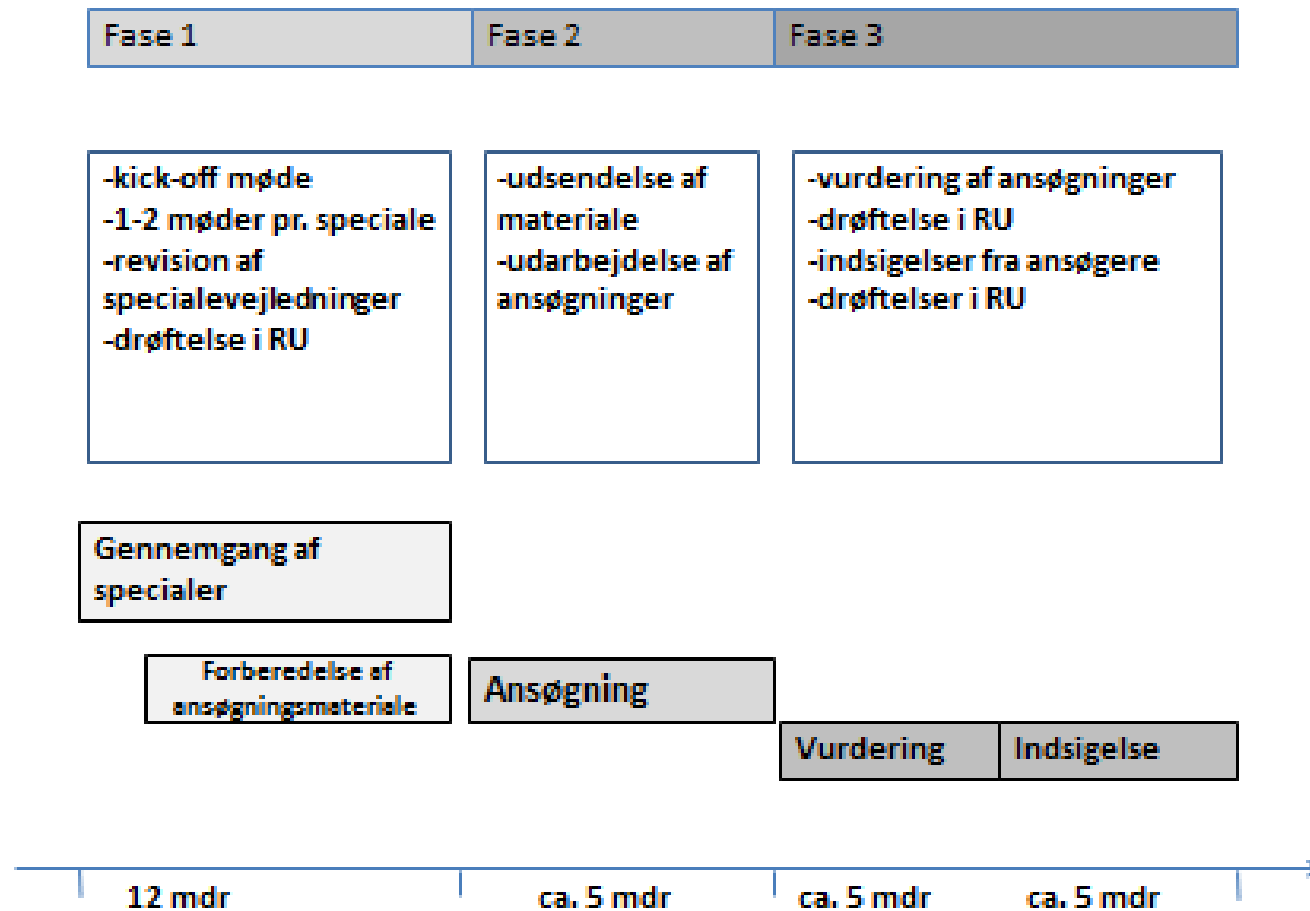 Fase 1
Fase 2
Fase 3
-kick-off møde
-1-2 møder pr. speciale
-revision af
specialevejledninger
-drøftelse i RU
-udsendelse af
materiale
-udarbejdelse af
ansøgninger
-vurdering af ansøgninger
-drøftelse i RU
-indsigelser fra ansøgere
-drøftelser i RU
Gennemgang af
specialer
Forberedelse af
ansøgningsmateriale
Ansøgning
Vurdering
Indsigelse
12 mdr
ca. 5 mdr
ca. 5 mdr
ca. 5 mdr